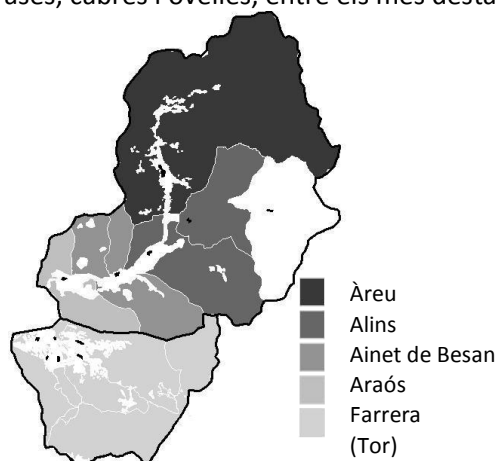 ases, cabres i ovelles, entre els més desta
Àreu
Alins
Ainet de Besan
Araós
Farrera
(Tor)